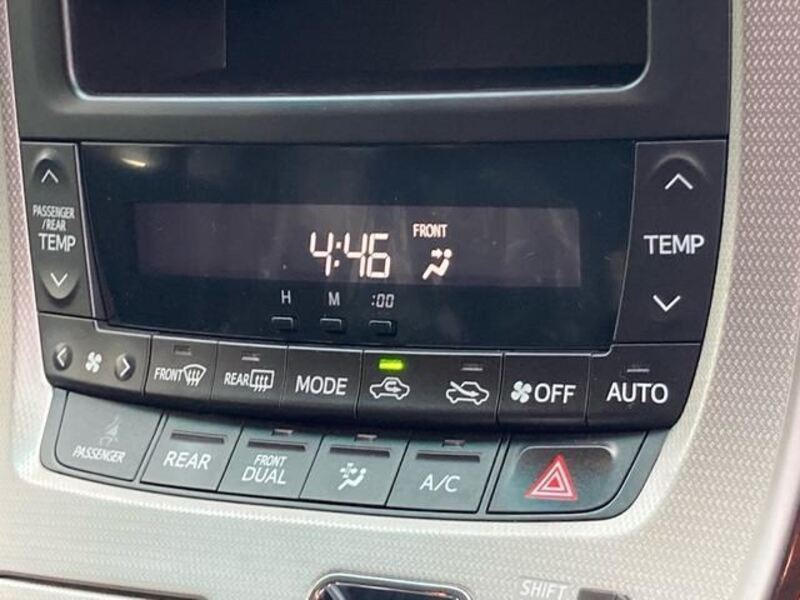 PASSENGER
/REAR
TEMP
FRONT
4:46
H M :00
TEMP
FRONT
REAR
MODE
OFF
AUTO
PASSENGER
REAR
FRONT
DUAL
A/C
SHIFT